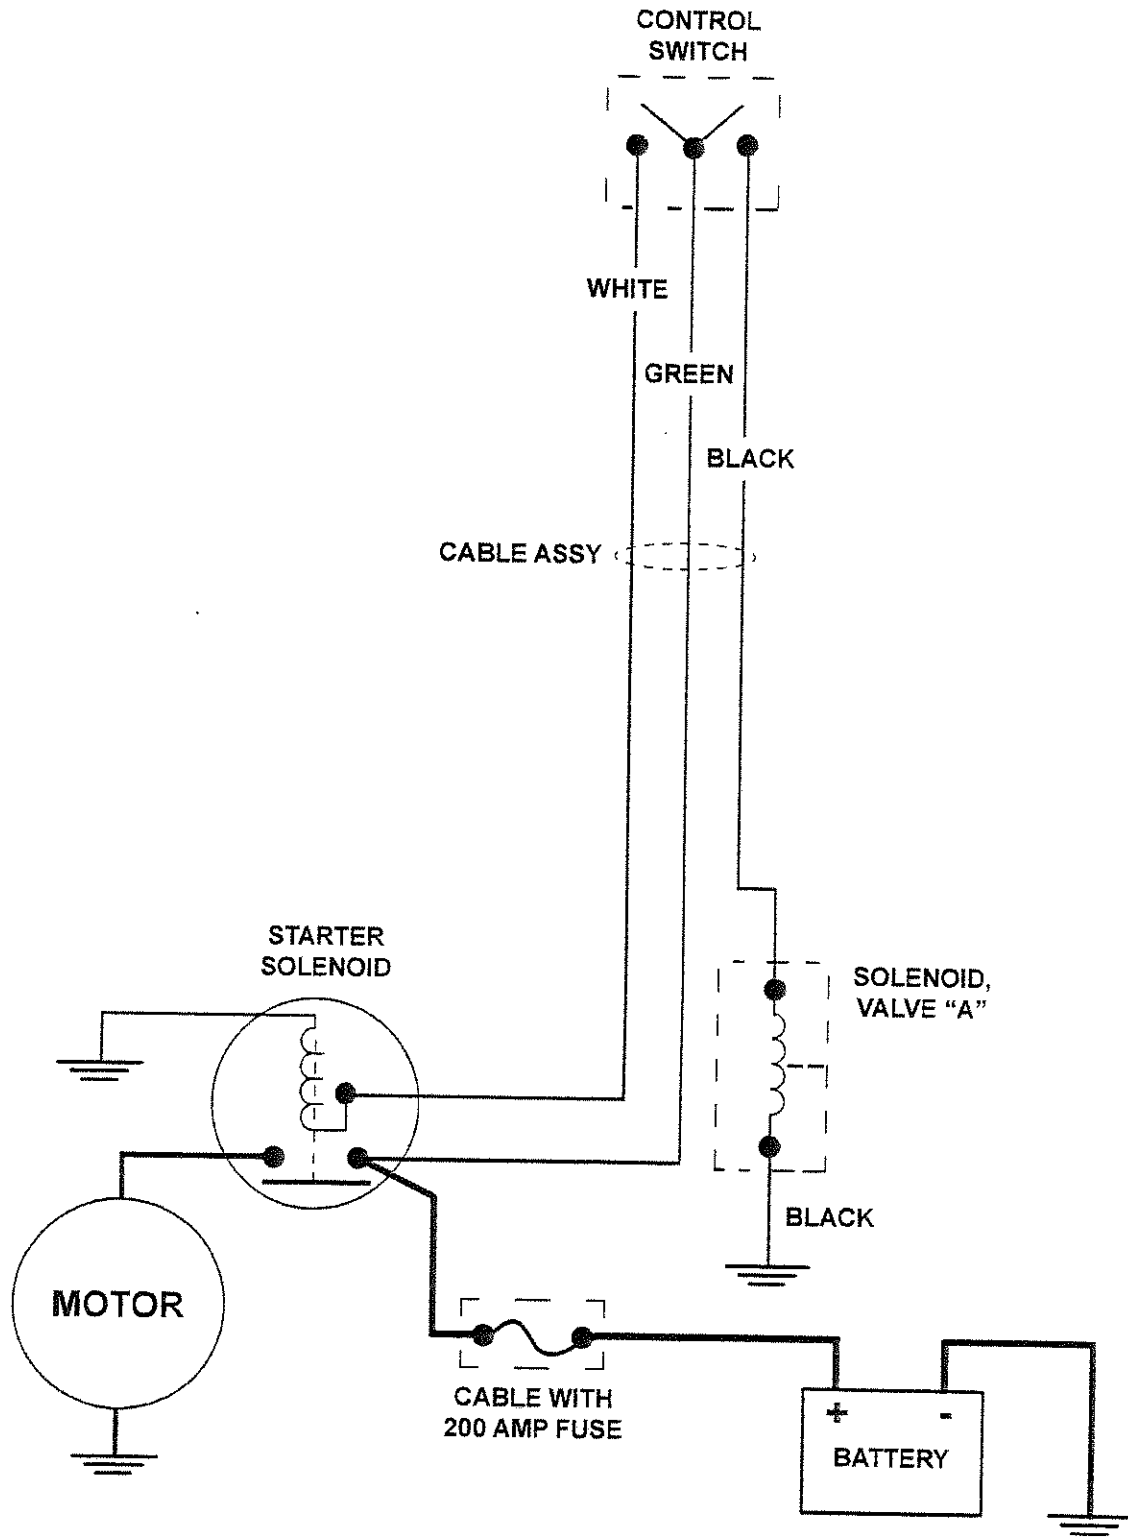 CONTROL
SWITCH
WHITE
GREEN
BLACK
CABLE ASSY
STARTER
SOLENOID
SOLENOID,
VALVE “A”
BLACK
MOTOR
CABLE WITH
200 AMP FUSE
+ -
BATTERY